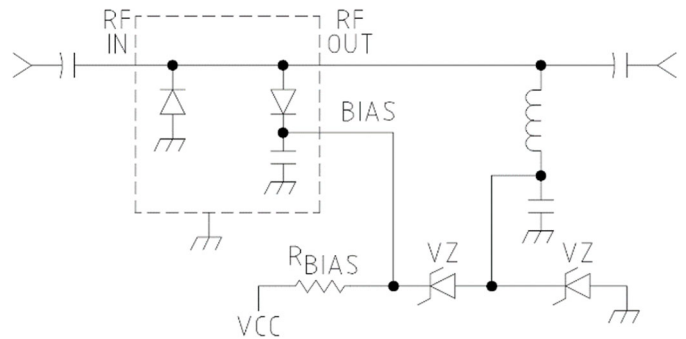 RF IN
RF OUT
BIAS
RBIAS
VZ
VZ
VCC